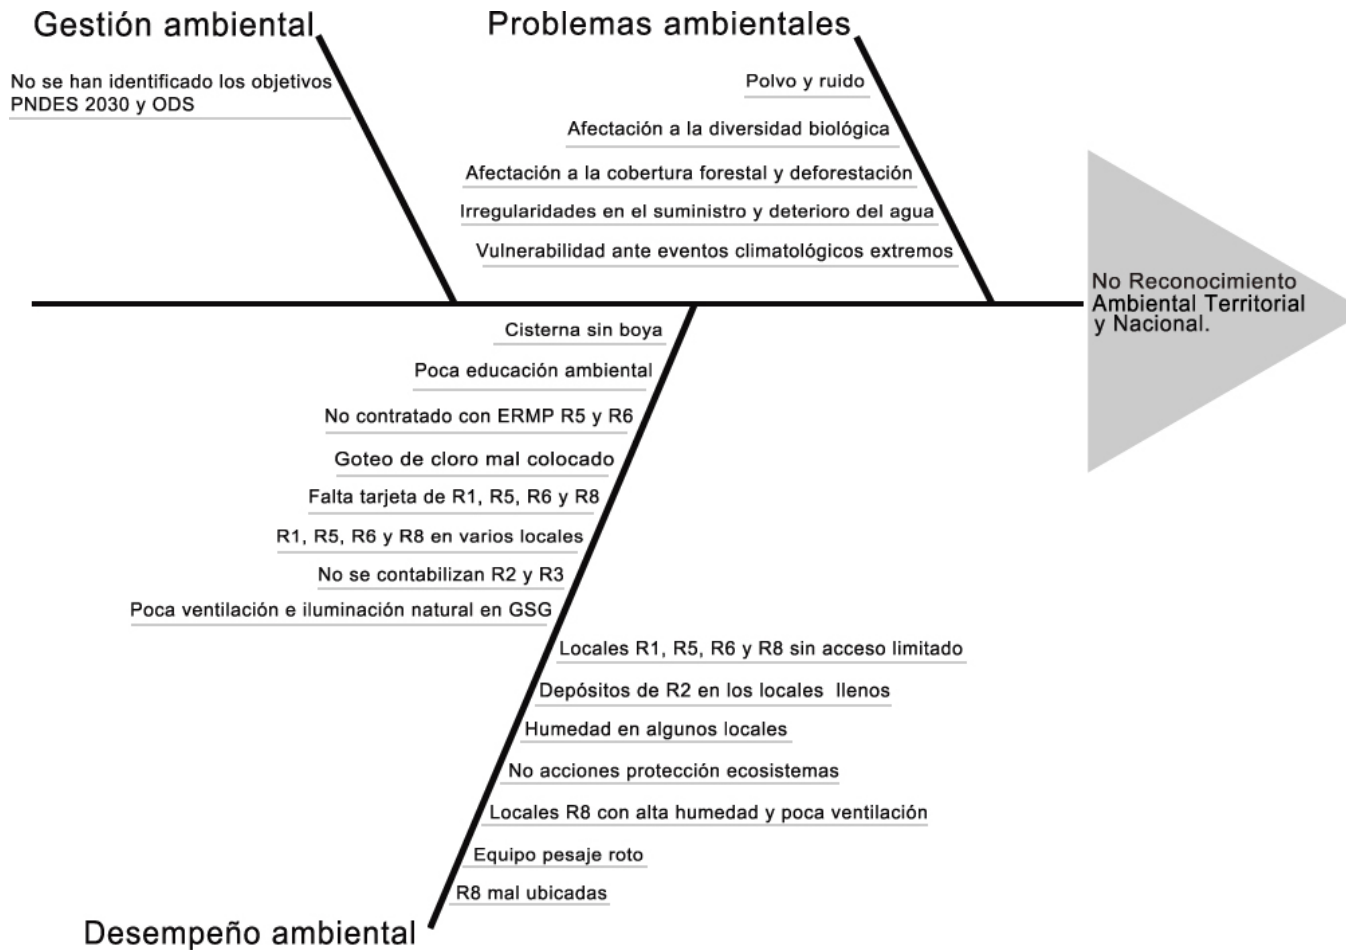 Gestión ambiental
No se han identificado los objetivos
PNDES 2030 y ODS
Problemas ambientales
Polvo y ruido
Afectación a la diversidad biológica
Afectación a la cobertura forestal y deforestación
Irregularidades en el suministro y deterioro del agua
Vulnerabilidad ante eventos climatológicos extremos
No Reconocimiento
Ambiental Territorial
y Nacional.
Cisterna sin boya
Poca educación ambiental
No contratado con ERMP R5 y R6
Goteo de cloro mal colocado
Falta tarjeta de R1, R5, R6 y R8
R1, R5, R6 y R8 en varios locales
No se contabilizan R2 y R3
Poca ventilación e iluminación natural en GSG
Locales R1, R5, R6 y R8 sin acceso limitado
Depósitos de R2 en los locales llenos
Humedad en algunos locales
No acciones protección ecosistemas
Locales R8 con alta humedad y poca ventilación
Equipo pesaje roto
R8 mal ubicadas
Desempeño ambiental